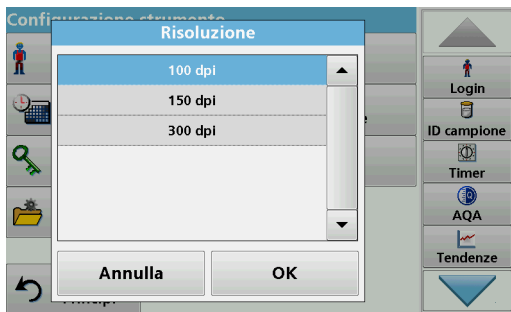 Configurazione strumento
Risoluzione
100 dpi
150 dpi
300 dpi
Annulla
OK
Login
ID campione
Timer
AQA
Tendenze